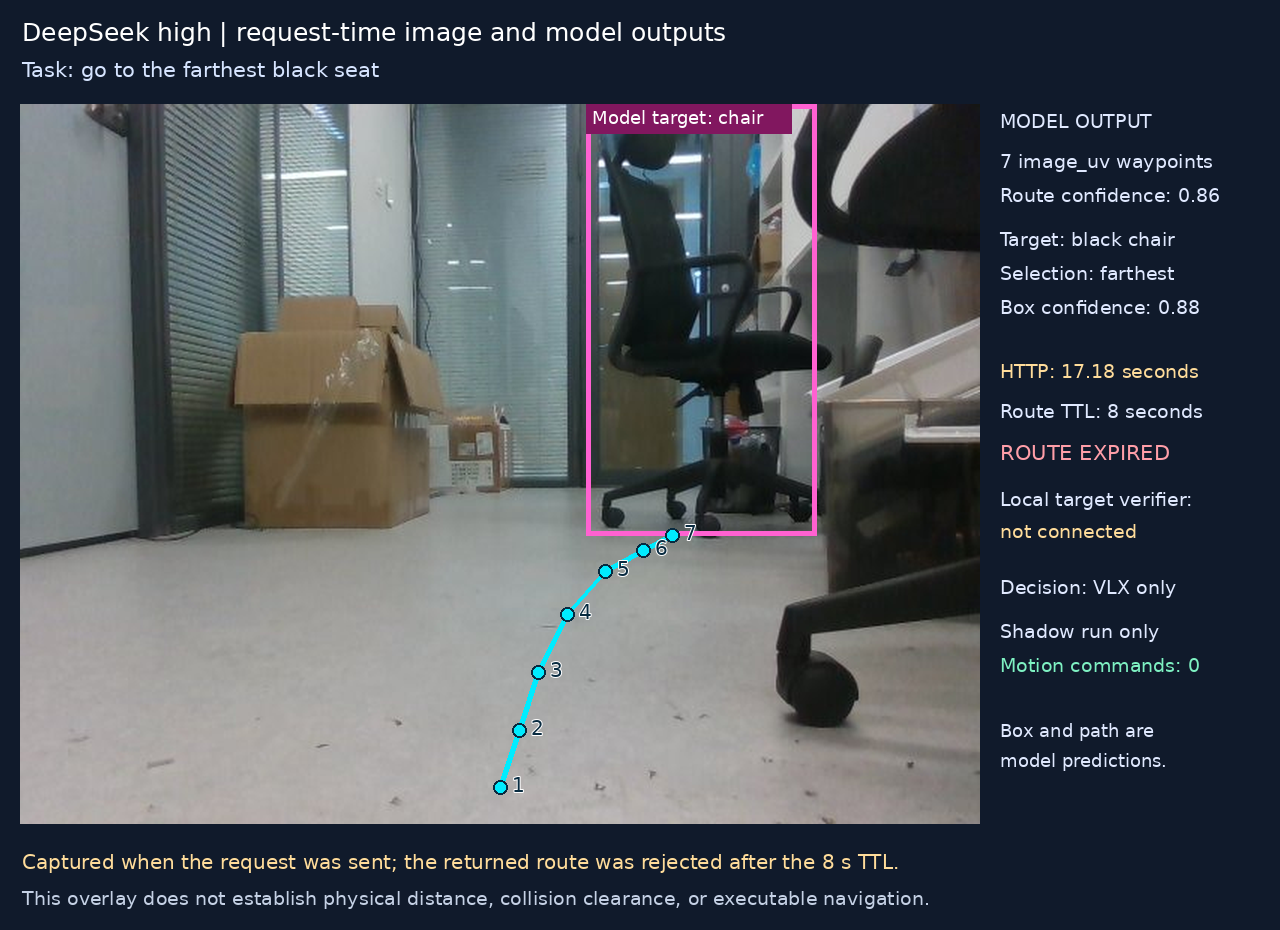 DeepSeek high | request-time image and model outputs
Task: go to the farthest black seat
Model target: chair
MODEL OUTPUT
7 image_uv waypoints
Route confidence: 0.86
Target: black chair
Selection: farthest
Box confidence: 0.88
HTTP: 17.18 seconds
Route TTL: 8 seconds
ROUTE EXPIRED
Local target verifier:
not connected
Decision: VLX only
Shadow run only
Motion commands: 0
Box and path are
model predictions.
7
6
5
4
3
2
1
Captured when the request was sent; the returned route was rejected after the 8 s TTL.
This overlay does not establish physical distance, collision clearance, or executable navigation.